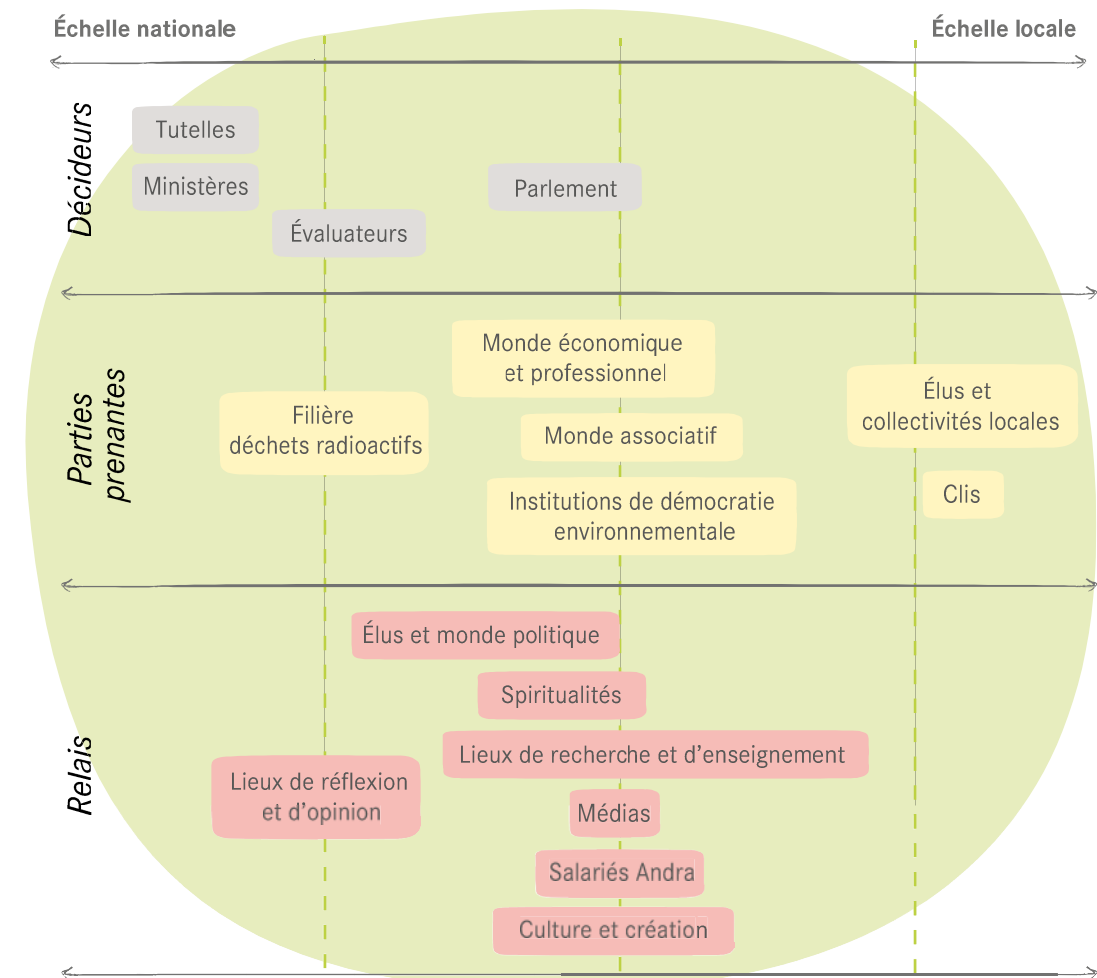 Échelle nationale
Échelle locale
Décideurs
Tutelles
Ministères
Parlement
Évaluateurs
Parties
prenantes
Monde économique
et professionnel
Filière
déchets radioactifs
Élus et
collectivités locales
Monde associatif
Clis
Institutions de démocratie
environnementale
Relais
Élus et monde politique
Spiritualités
Lieux de recherche et d’enseignement
Lieux de réflexion
et d’opinion
Médias
Salariés Andra
Culture et création